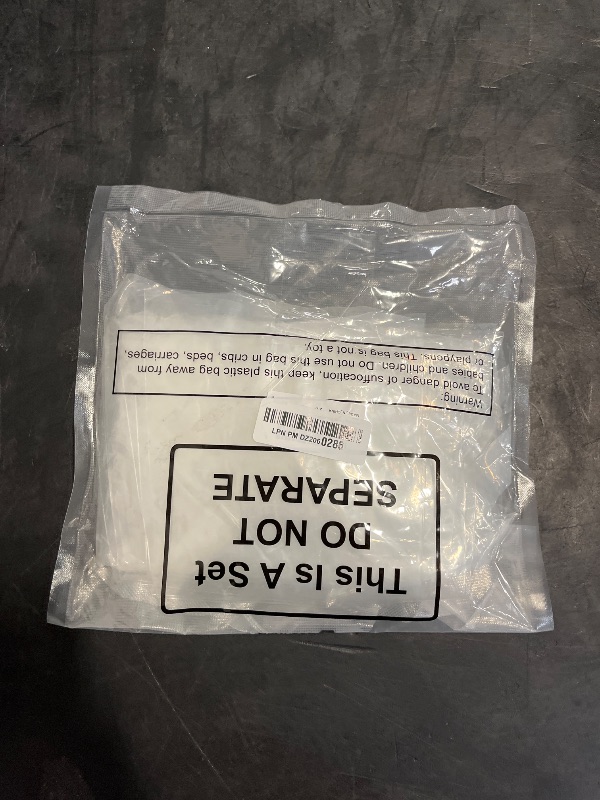 This Is A Set
DO NOT
SEPARATE
LPN PM DZ2060286
Warning:
To avoid danger of suffocation, keep this plastic bag away from
babies and children. Do not use this bag in cribs, beds, carriages,
or playpens. This bag is not a toy.